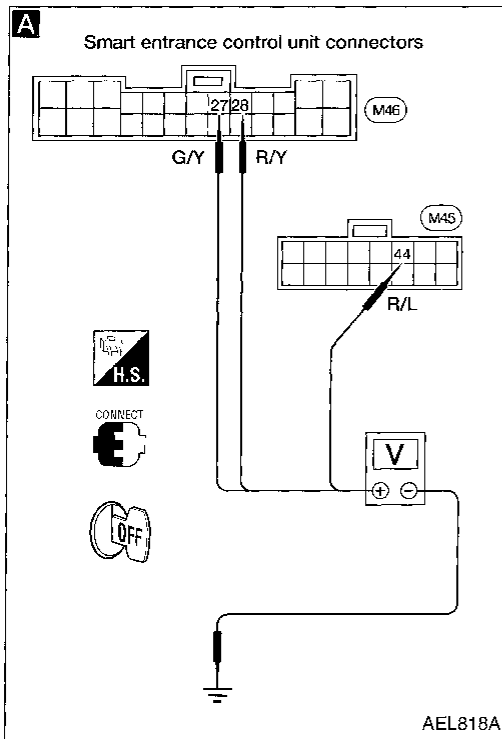 A
Smart entrance control unit connectors
27 28
M46
G/Y
R/Y
M45
44
R/L
H.S.
CONNECT
V
OFF
+ −
AEL818A